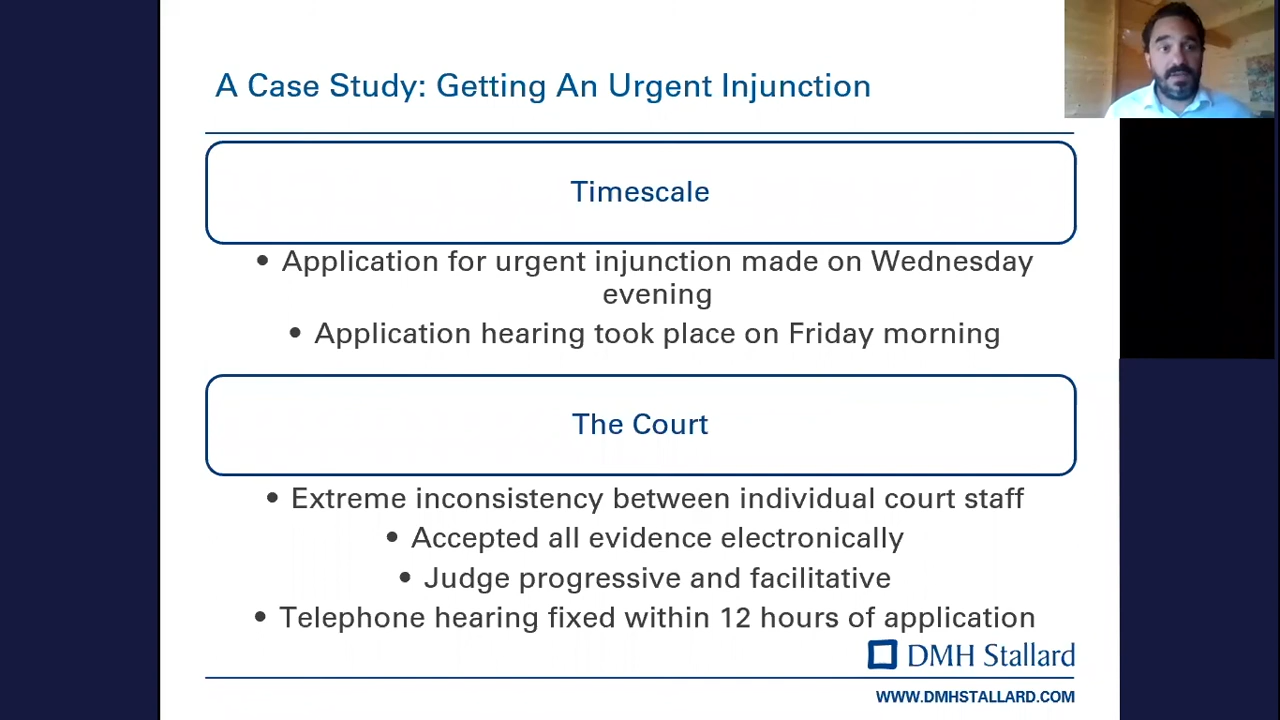 A Case Study: Getting An Urgent Injunction
Timescale
• Application for urgent injunction made on Wednesday
evening
• Application hearing took place on Friday morning
The Court
• Extreme inconsistency between individual court staff
• Accepted all evidence electronically
• Judge progressive and facilitative
• Telephone hearing fixed within 12 hours of application
DMH Stallard
WWW.DMHSTALLARD.COM